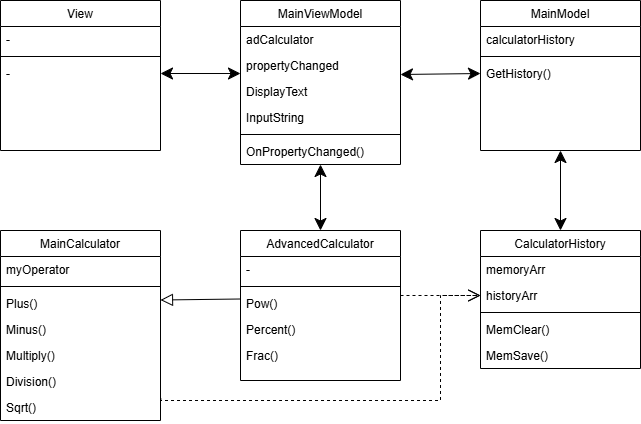 View
-
-
MainViewModel
adCalculator
propertyChanged
DisplayText
InputString
OnPropertyChanged()
MainModel
calculatorHistory
GetHistory()
MainCalculator
myOperator
Plus()
Minus()
Multiply()
Division()
Sqrt()
AdvancedCalculator
-
Pow()
Percent()
Frac()
CalculatorHistory
memoryArr
historyArr
MemClear()
MemSave()